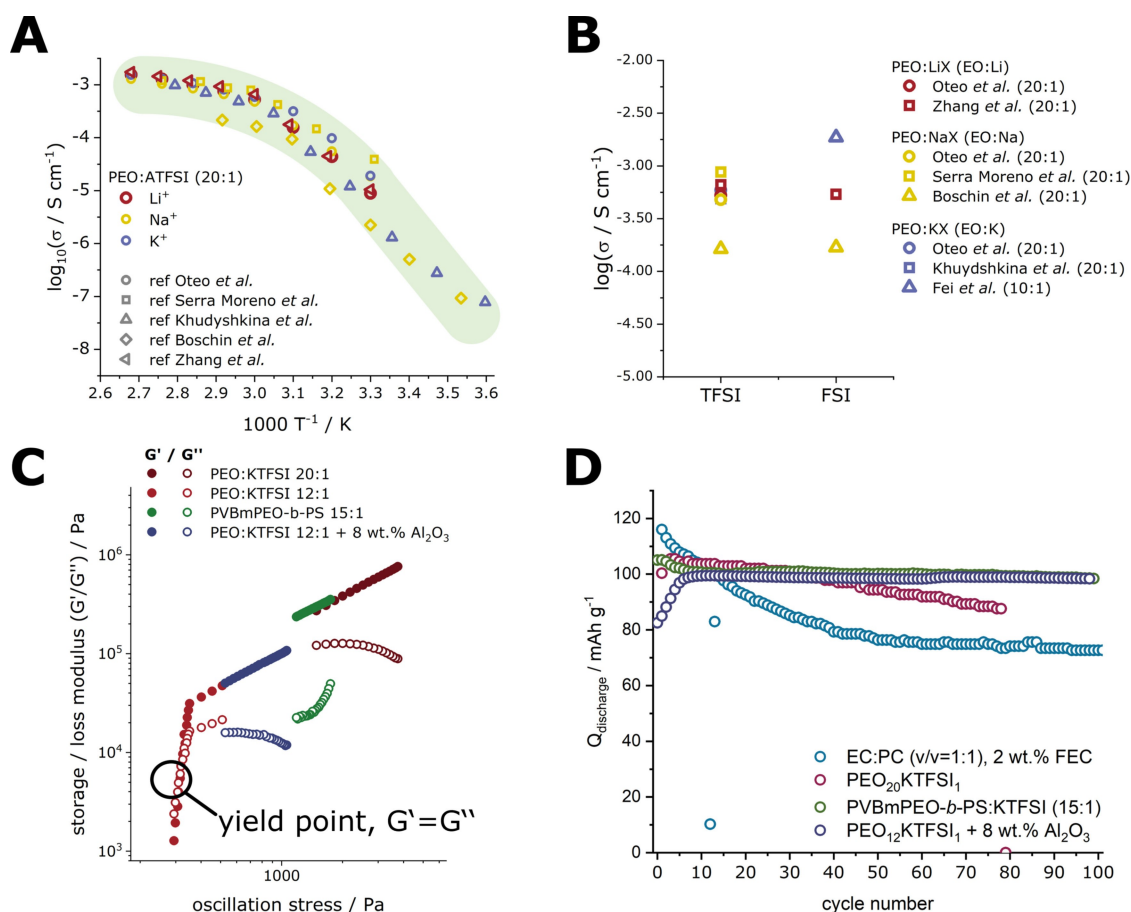 A
log₁₀(σ / S cm⁻¹)
-3
-4
-5
-6
-7
-8
PEO:ATFSI (20:1)
Li⁺
Na⁺
K⁺
ref Oteo et al.
ref Serra Moreno et al.
ref Khudyshkina et al.
ref Boschin et al.
ref Zhang et al.
2.6 2.7 2.8 2.9 3.0 3.1 3.2 3.3 3.4 3.5 3.6
1000 T⁻¹ / K
B
log(σ / S cm⁻¹)
-2.00
-2.50
-3.00
-3.50
-3.75
-4.00
-4.25
-4.50
-4.75
-5.00
TFSI FSI
PEO:LiX (EO:Li)
Oteo et al. (20:1)
Zhang et al. (20:1)
PEO:NaX (EO:Na)
Oteo et al. (20:1)
Serra Moreno et al. (20:1)
Boschin et al. (20:1)
PEO:KX (EO:K)
Oteo et al. (20:1)
Khuydshkina et al. (20:1)
Fei et al. (10:1)
C
G' / G''
PEO:KTFSI 20:1
PEO:KTFSI 12:1
PVBmPEO-b-PS 15:1
PEO:KTFSI 12:1 + 8 wt.% Al₂O₃
storage / loss modulus (G'/G'') / Pa
10⁶
10⁵
10⁴
10³
yield point, G'=G''
1000
oscillation stress / Pa
D
Q discharge / mAh g⁻¹
120
100
80
60
40
20
0
EC:PC (v/v=1:1), 2 wt.% FEC
PEO₂₀KTFSI₁
PVBmPEO-b-PS:KTFSI (15:1)
PEO₁₂KTFSI₁ + 8 wt.% Al₂O₃
0 10 20 30 40 50 60 70 80 90 100
cycle number